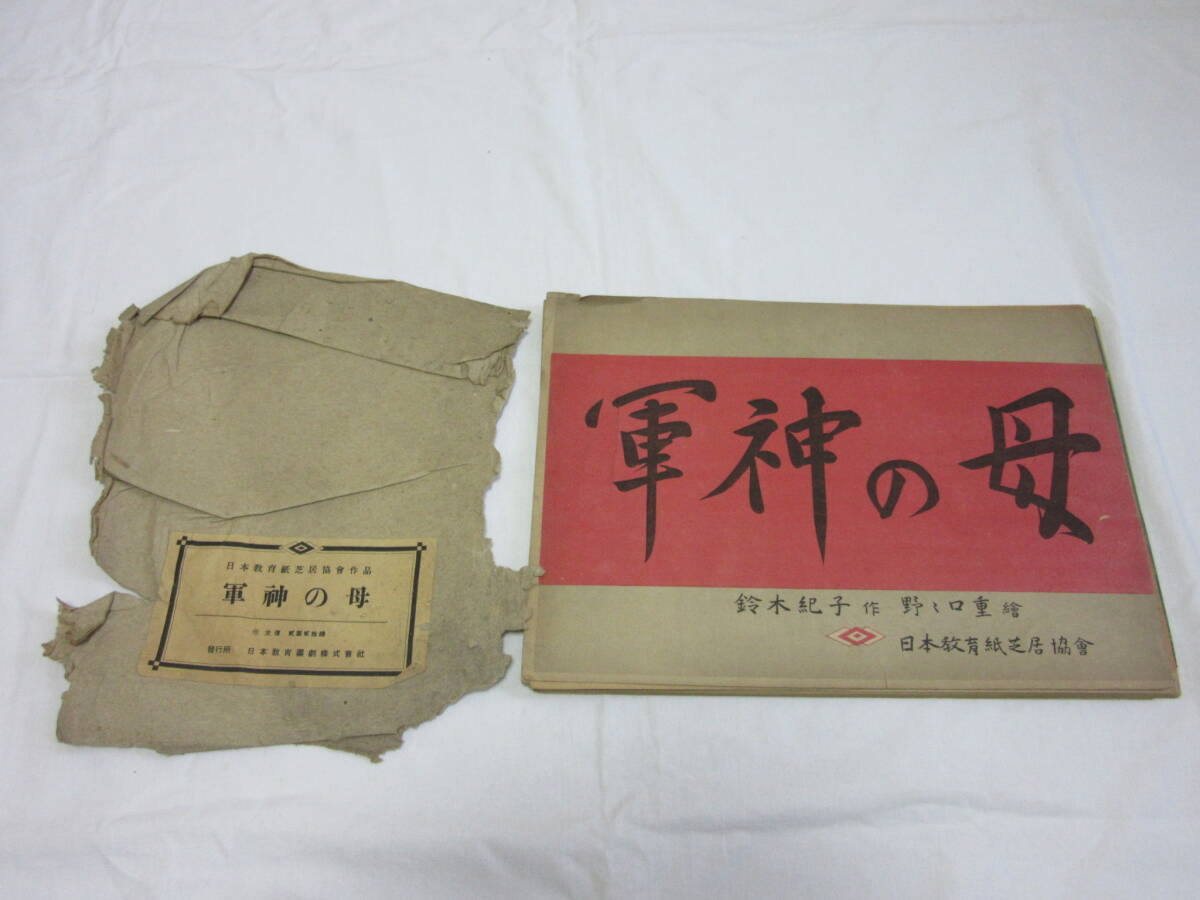 日本教育紙芝居協會作品
軍神の母
發行所 日本教育畫劇株式會社
軍神の母
鈴木紀子 作 野々口重 繪
日本教育紙芝居協會